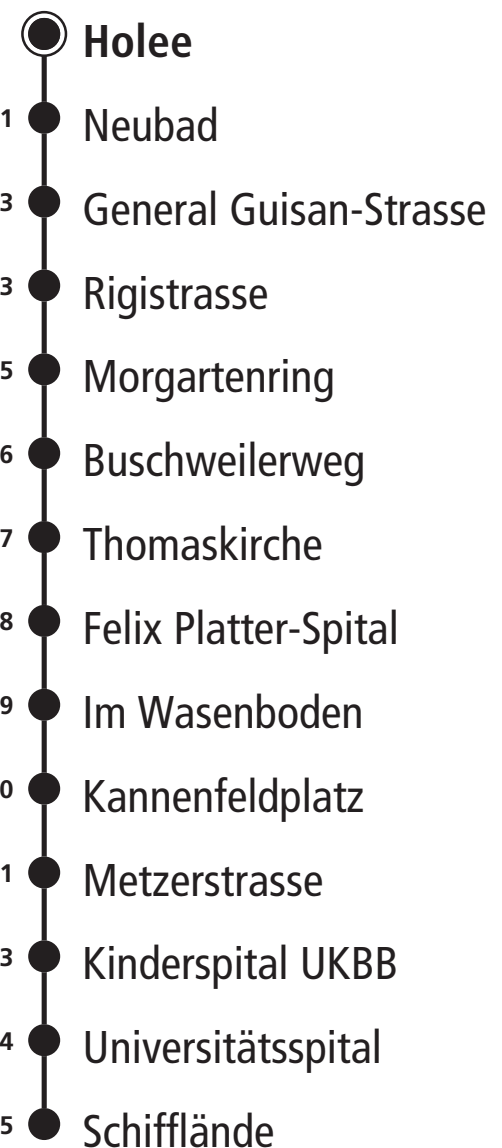 Holee
1 Neubad
3 General Guisan-Strasse
3 Rigistrasse
5 Morgartenring
6 Buschweilerweg
7 Thomaskirche
8 Felix Platter-Spital
9 Im Wasenboden
0 Kannenfeldplatz
1 Metzerstrasse
3 Kinderspital UKBB
4 Universitätsspital
5 Schifflände